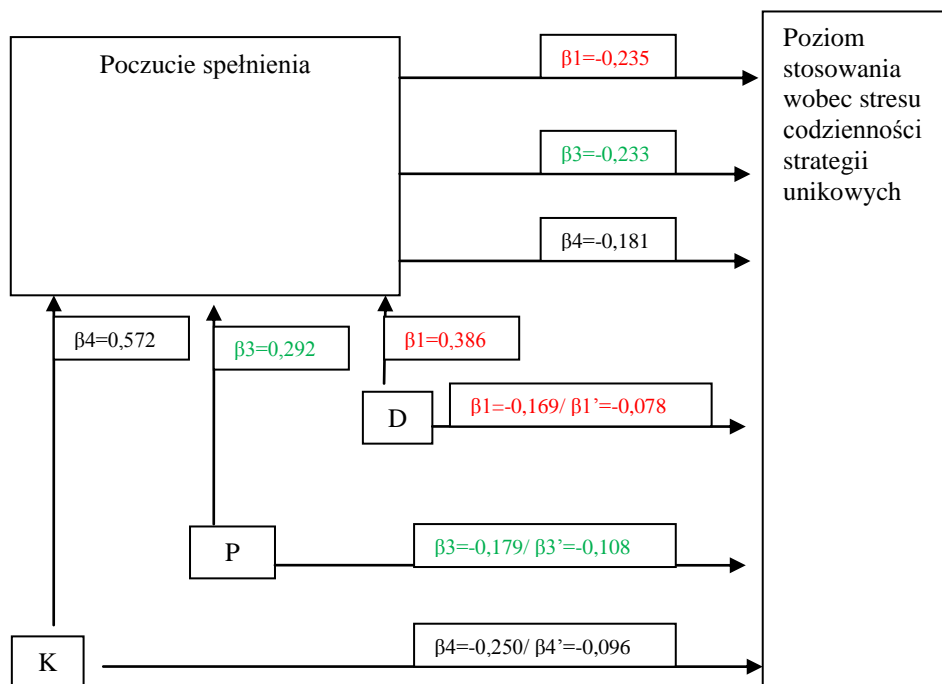 Poczucie spełnienia
β1=-0,235
β3=-0,233
β4=-0,181
Poziom
stosowania
wobec stresu
codzienności
strategii
unikowych
β4=0,572
β3=0,292
β1=0,386
D
β1=-0,169/ β1’=-0,078
P
β3=-0,179/ β3’=-0,108
K
β4=-0,250/ β4’=-0,096